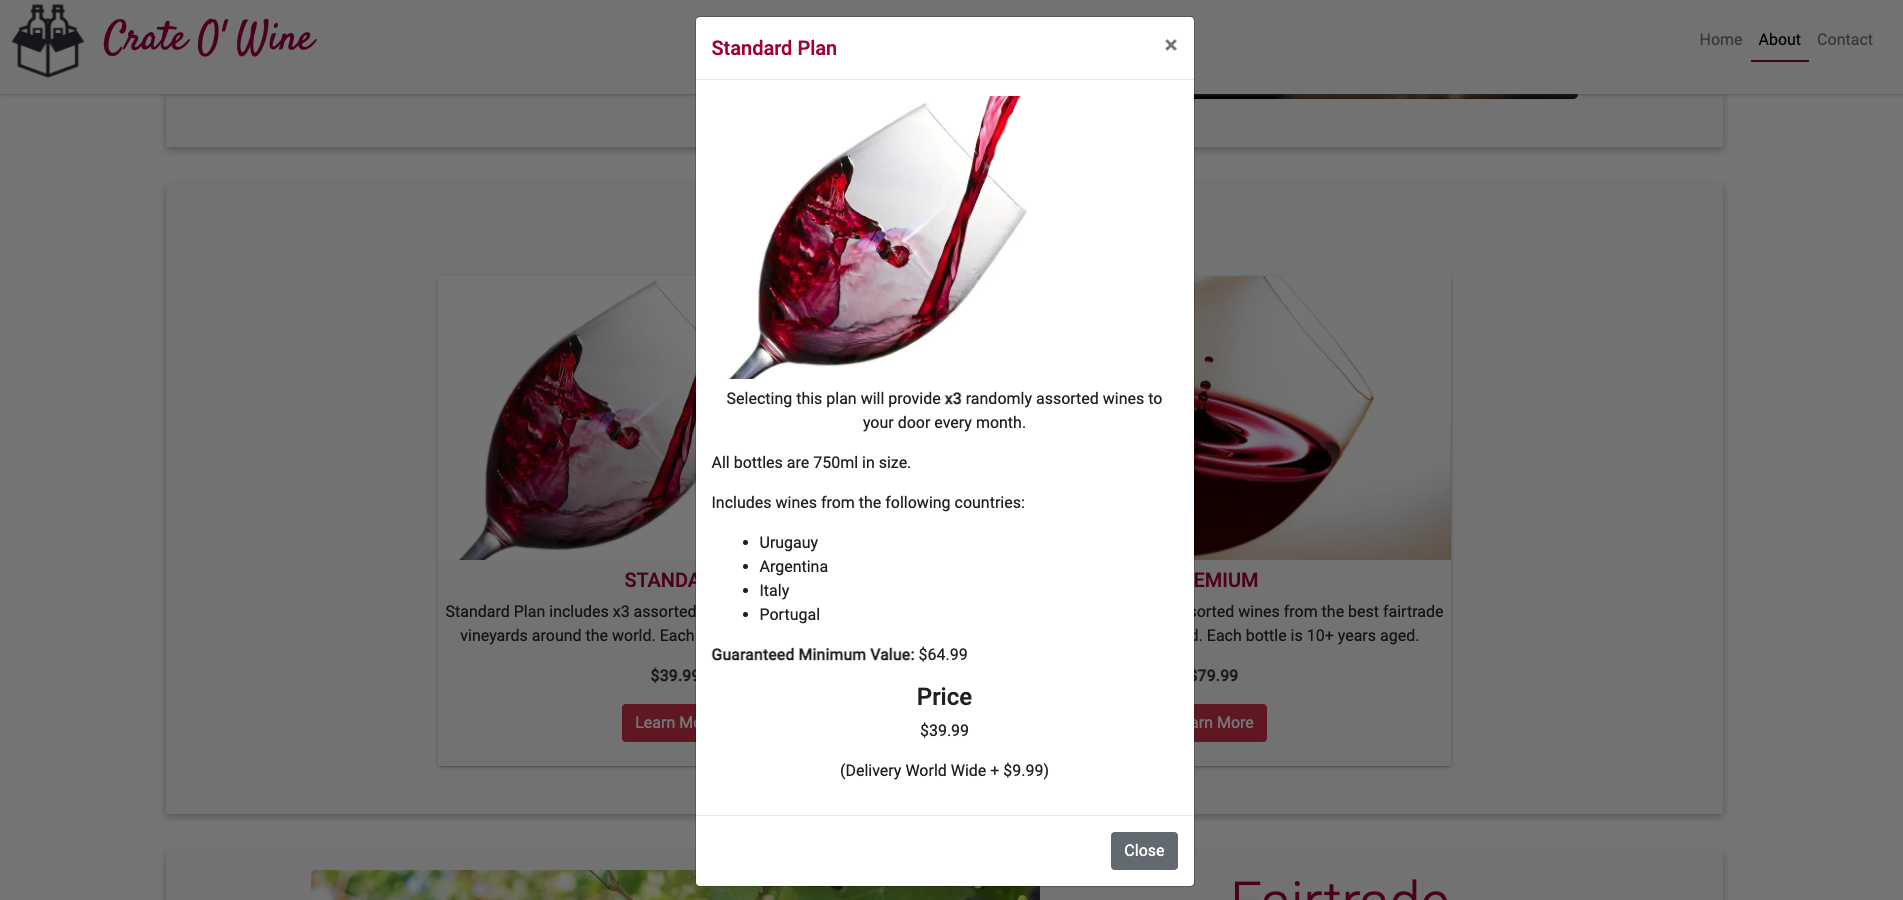 Crate O' Wine
Home About Contact
Standard Plan
×
Selecting this plan will provide x3 randomly assorted wines to
your door every month.
All bottles are 750ml in size.
Includes wines from the following countries:
• Urugauy
• Argentina
• Italy
• Portugal
Guaranteed Minimum Value: $64.99
Price
$39.99
(Delivery World Wide + $9.99)
Close
STANDA
Standard Plan includes x3 assorted
vineyards around the world. Each
$39.99
Learn Mo
EMIUM
sorted wines from the best fairtrade
d. Each bottle is 10+ years aged.
$79.99
arn More
Fairtrade